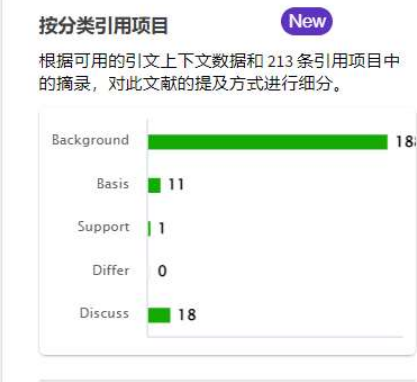 按分类引用项目 New
根据可用的引文上下文数据和 213 条引用项目中
的摘录，对此文献的提及方式进行细分。
Background 18
Basis 11
Support 1
Differ 0
Discuss 18